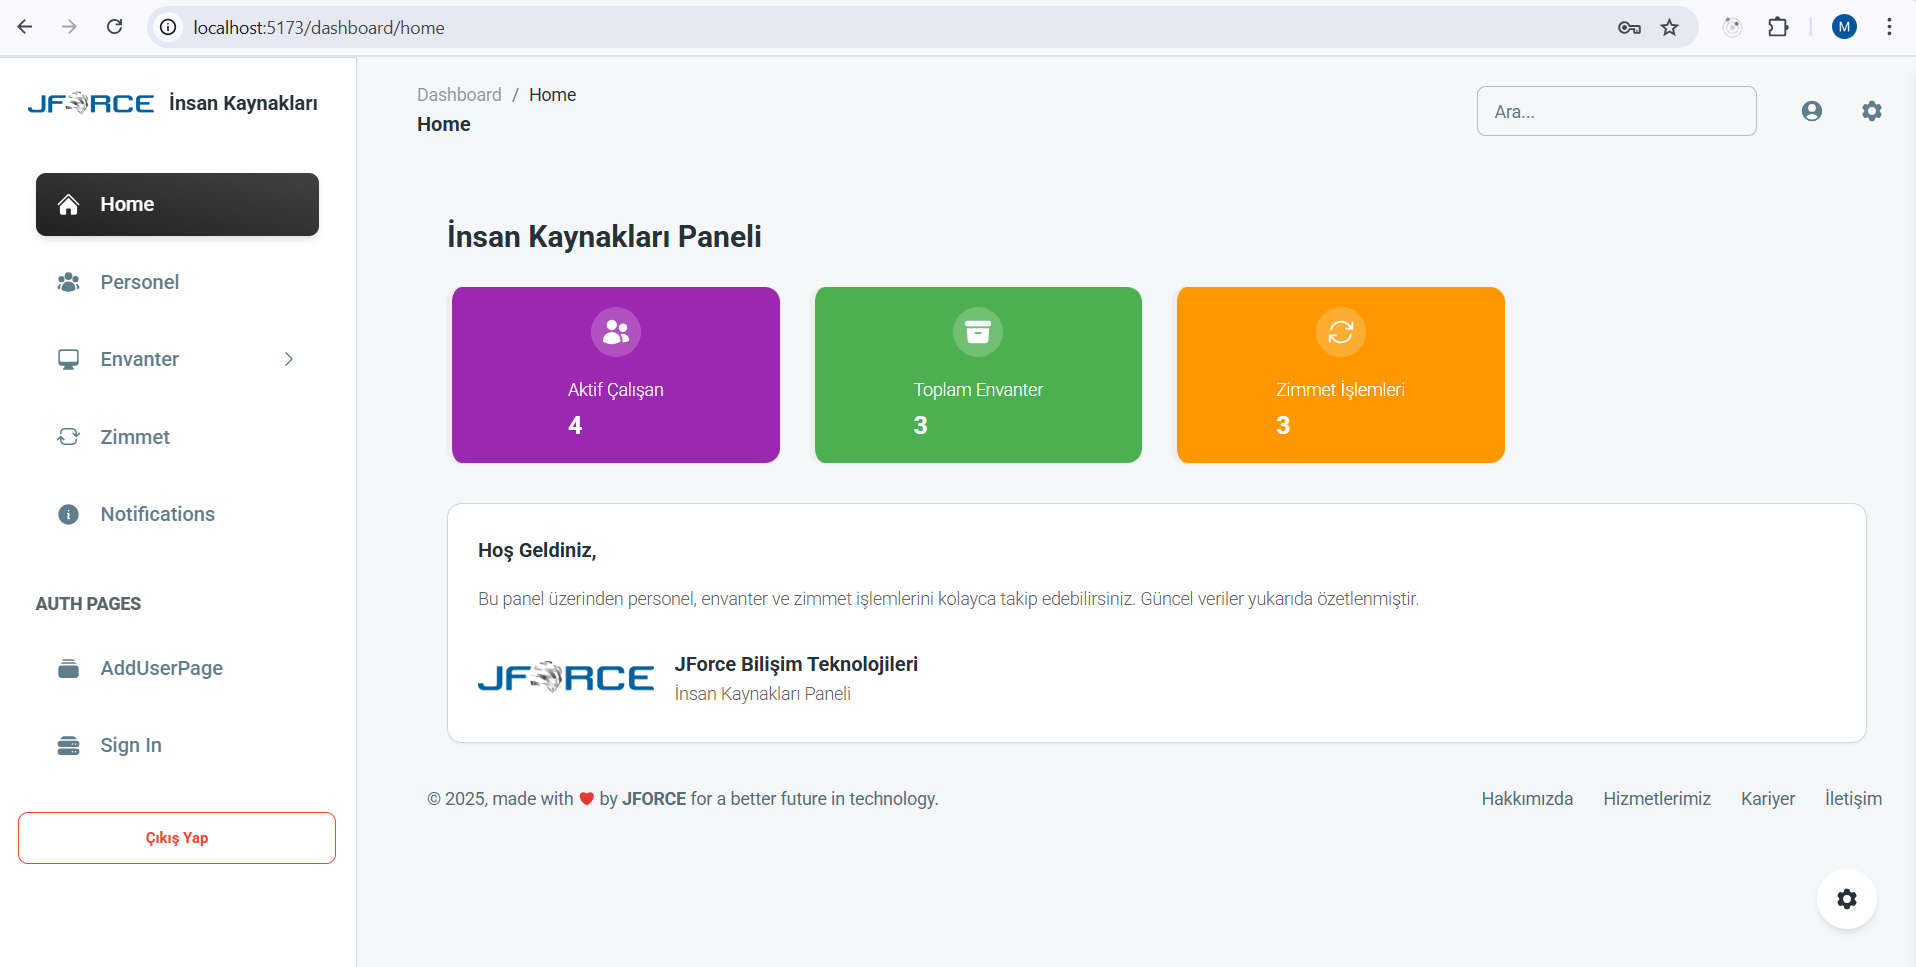 localhost:5173/dashboard/home
M
JFORCE İnsan Kaynakları
Home
Personel
Envanter
Zimmet
Notifications
AUTH PAGES
AddUserPage
Sign In
Çıkış Yap
Dashboard / Home
Home
Ara...
İnsan Kaynakları Paneli
Aktif Çalışan
4
Toplam Envanter
3
Zimmet İşlemleri
3
Hoş Geldiniz,
Bu panel üzerinden personel, envanter ve zimmet işlemlerini kolayca takip edebilirsiniz. Güncel veriler yukarıda özetlenmiştir.
JFORCE
JForce Bilişim Teknolojileri
İnsan Kaynakları Paneli
© 2025, made with ❤ by JFORCE for a better future in technology.
Hakkımızda Hizmetlerimiz Kariyer İletişim